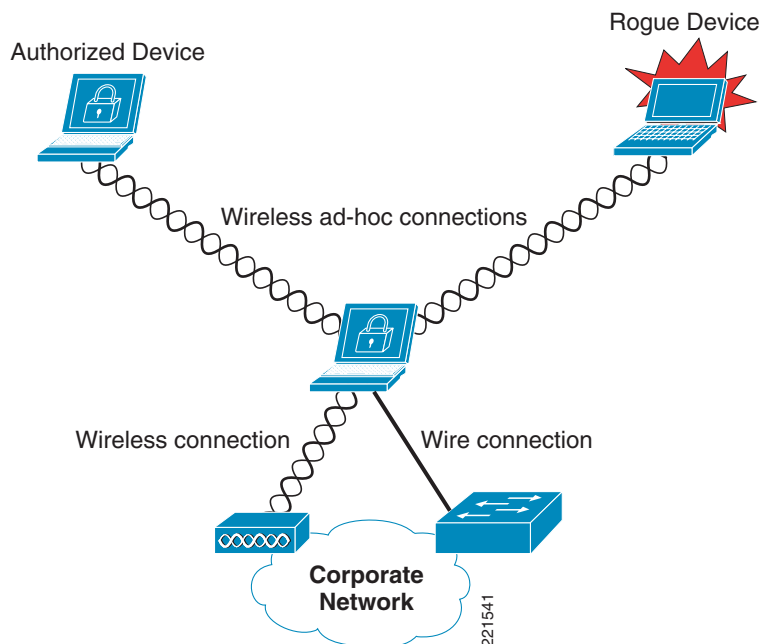 Rogue Device
Authorized Device
Wireless ad-hoc connections
Wireless connection
Wire connection
Corporate
Network
221541